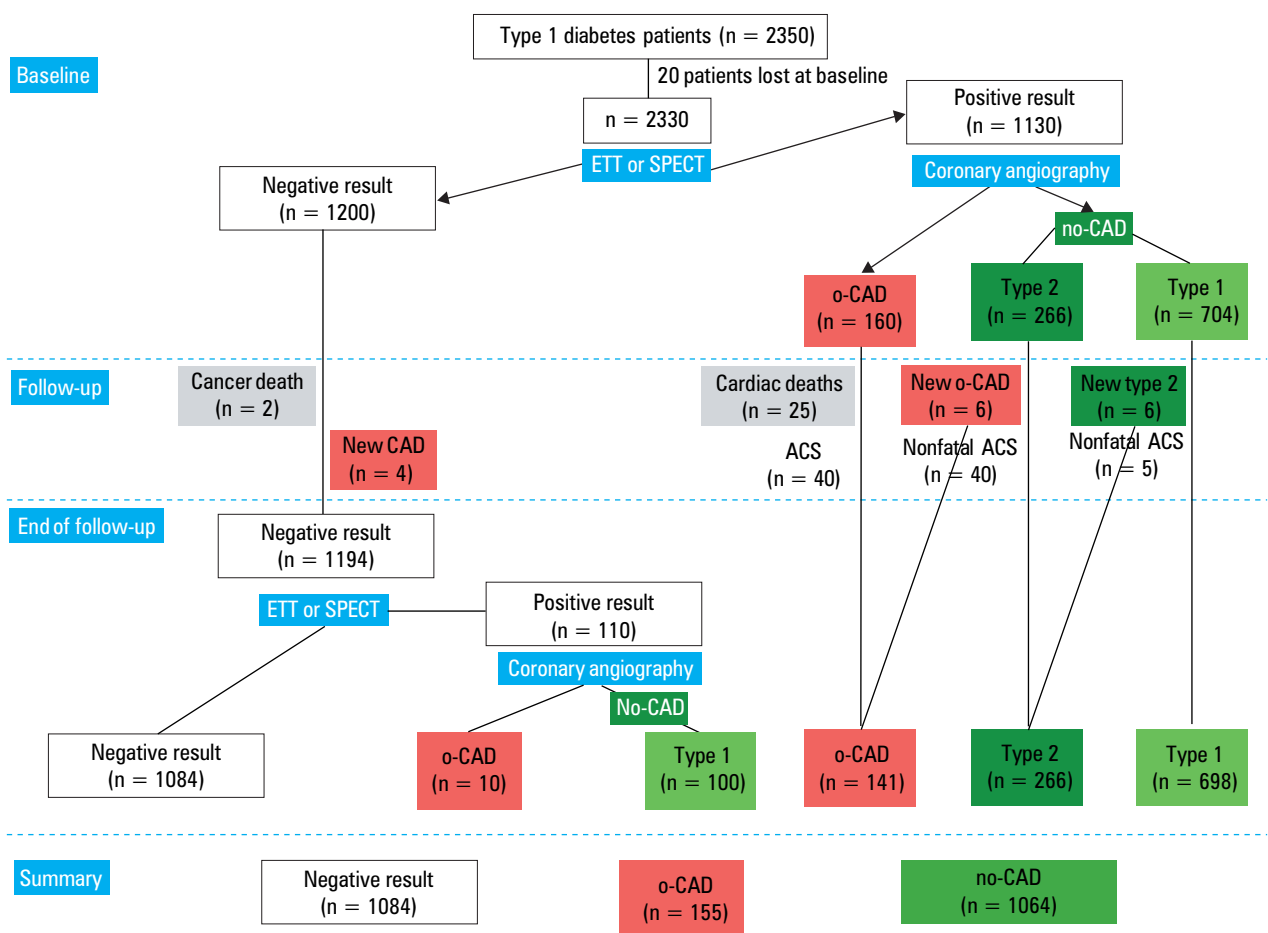 Type 1 diabetes patients (n = 2350)
Baseline
20 patients lost at baseline
n = 2330
Positive result
(n = 1130)
ETT or SPECT
Coronary angiography
Negative result
(n = 1200)
no-CAD
o-CAD
(n = 160)
Type 2
(n = 266)
Type 1
(n = 704)
Follow-up
Cancer death
(n = 2)
New CAD
(n = 4)
Cardiac deaths
(n = 25)
ACS
(n = 40)
New o-CAD
(n = 6)
Nonfatal ACS
(n = 40)
New type 2
(n = 6)
Nonfatal ACS
(n = 5)
End of follow-up
Negative result
(n = 1194)
ETT or SPECT
Positive result
(n = 110)
Coronary angiography
No-CAD
Negative result
(n = 1084)
o-CAD
(n = 10)
Type 1
(n = 100)
o-CAD
(n = 141)
Type 2
(n = 266)
Type 1
(n = 698)
Summary
Negative result
(n = 1084)
o-CAD
(n = 155)
no-CAD
(n = 1064)